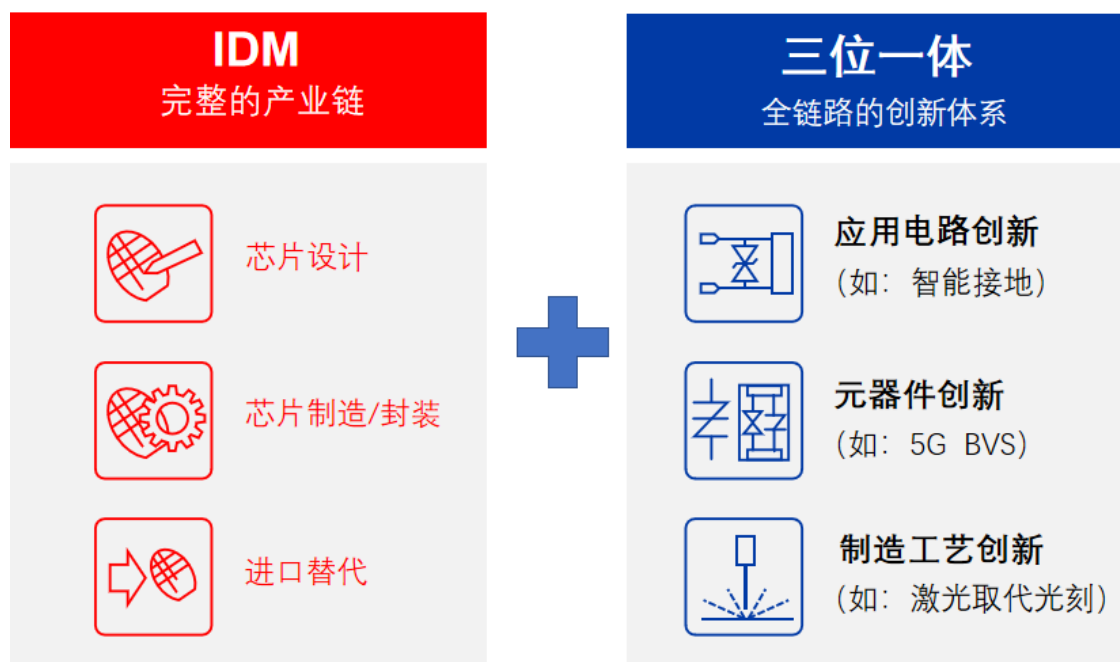 IDM
完整的产业链
芯片设计
芯片制造/封装
进口替代
三位一体
全链路的创新体系
应用电路创新
(如：智能接地)
元器件创新
(如：5G BVS)
制造工艺创新
(如：激光取代光刻)